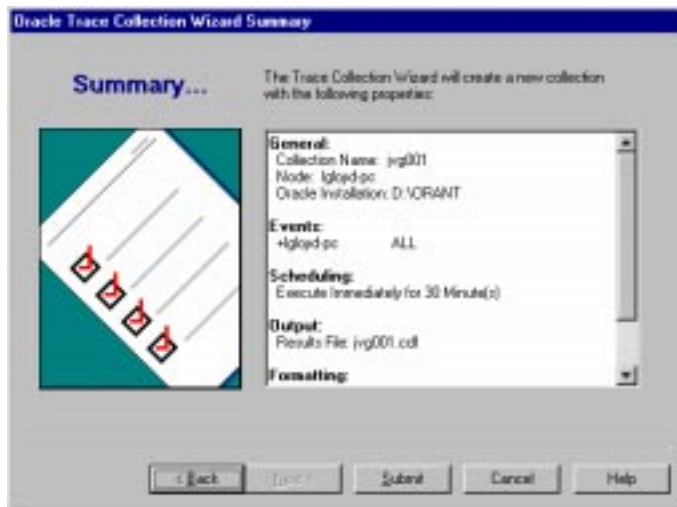 Oracle Trace Collection Wizard Summary
Summary...
The Trace Collection Wizard will create a new collection
with the following properties:
General:
Collection Name: jvg001
Node: lgloyd-pc
Oracle Installation: D:\ORANT
Events:
+lgloyd-pc ALL
Scheduling:
Execute Immediately for 30 Minute(s)
Output:
Results File: jvg001.cdf
Formatting:
< Back
Next >
Submit
Cancel
Help